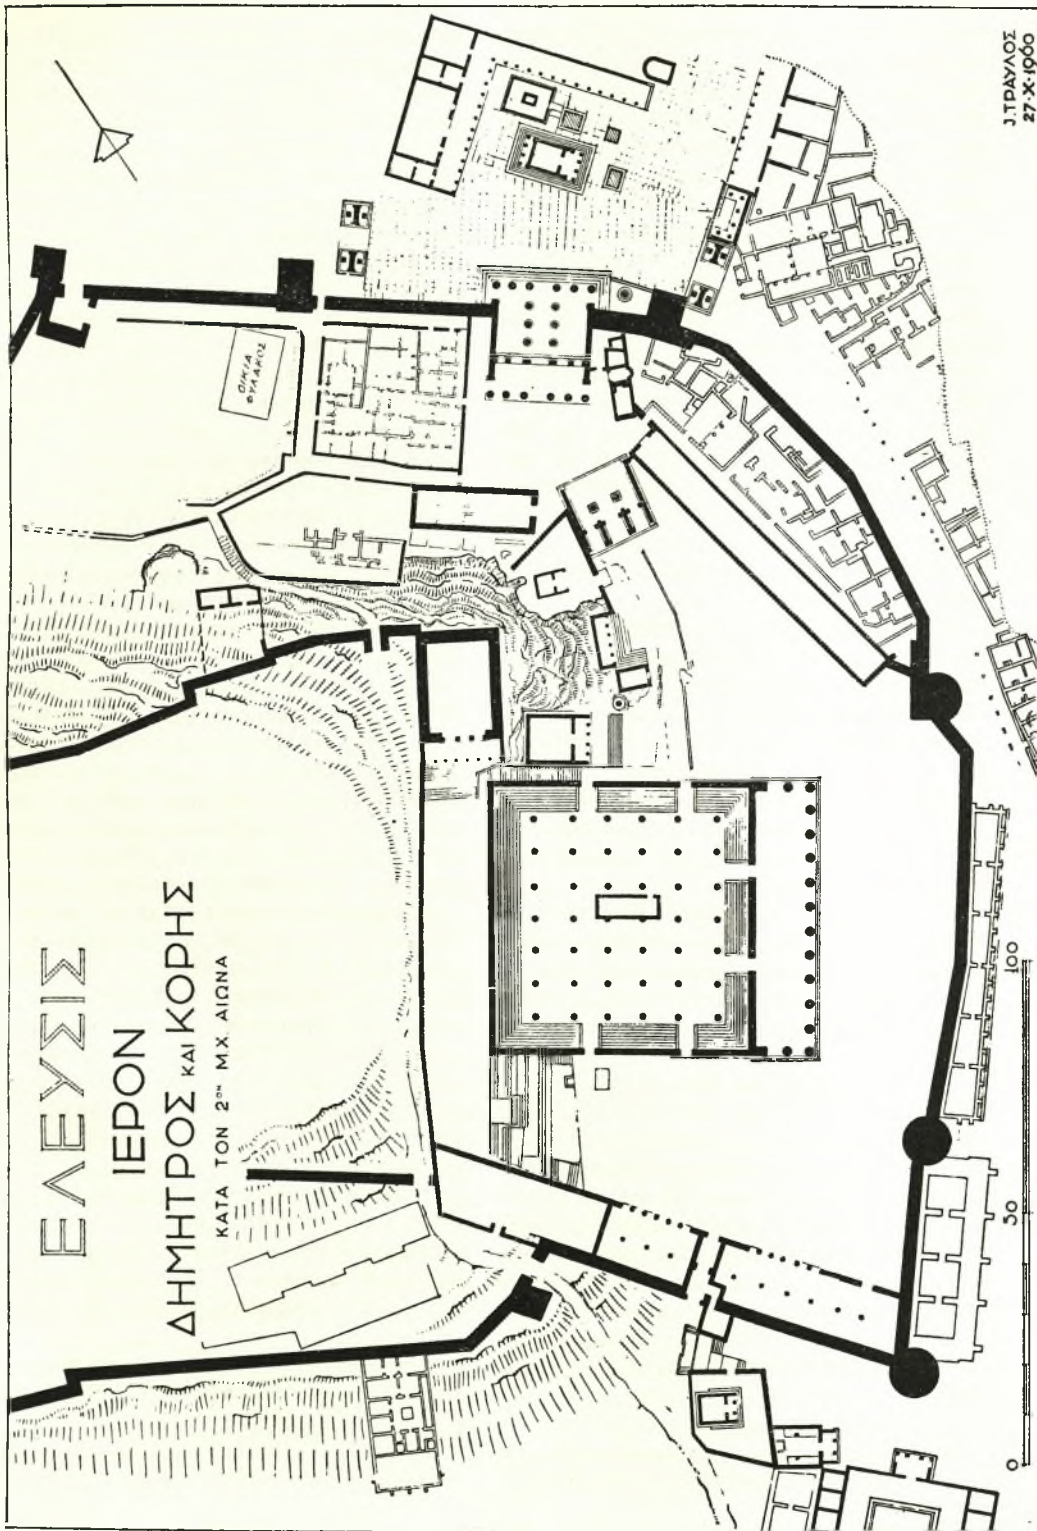 ΕΛΕΥΣΙΣ
ΙΕΡΟΝ
ΔΗΜΗΤΡΟΣ ΚΑΙ ΚΟΡΗΣ
ΚΑΤΑ ΤΟΝ 2ΟΝ Μ.Χ. ΑΙΩΝΑ
ΟΙΚΙΑ
ΦΥΛΑΚΟΣ
Ι.ΤΡΑΥΛΟΣ
27·Χ·1960
0
50
100